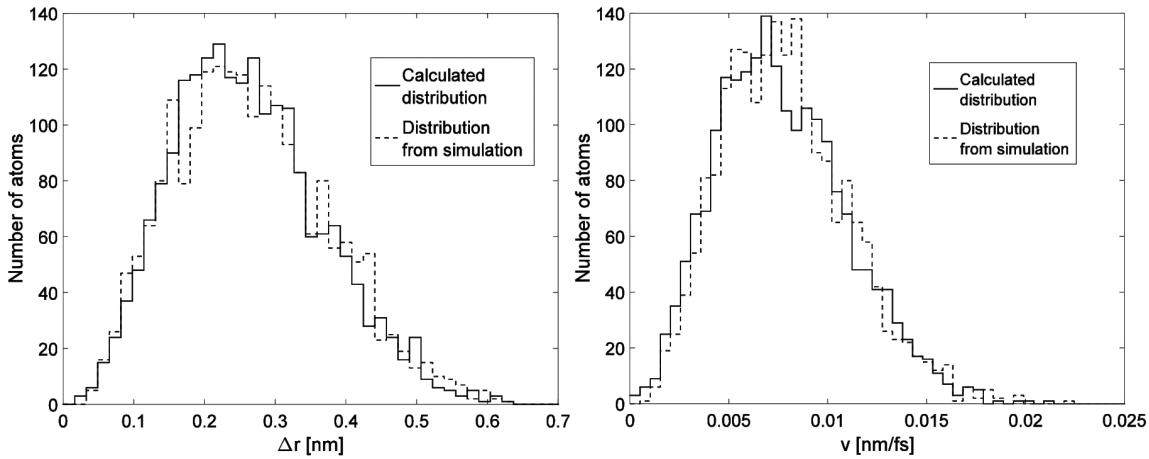 140
120
100
80
60
40
20
0
Number of atoms
Calculated
distribution
Distribution
from simulation
0 0.1 0.2 0.3 0.4 0.5 0.6 0.7
Δr [nm]
140
120
100
80
60
40
20
0
Number of atoms
Calculated
distribution
Distribution
from simulation
0 0.005 0.01 0.015 0.02 0.025
v [nm/fs]